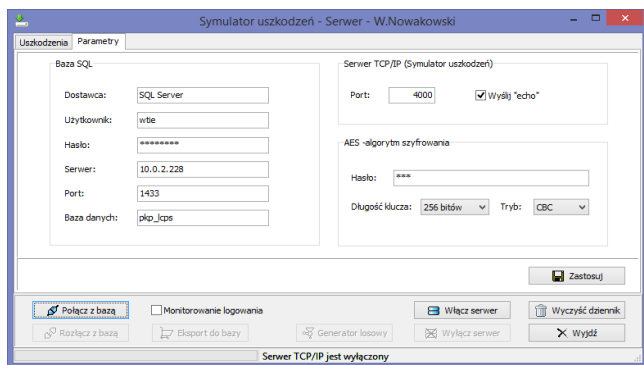 Symulator uszkodzeń - Serwer - W.Nowakowski
Uszkodzenia Parametry
Baza SQL
Dostawca: SQL Server
Użytkownik: wtie
Hasło: ********
Serwer: 10.0.2.228
Port: 1433
Baza danych: pkp_lcps
Serwer TCP/IP (Symulator uszkodzeń)
Port: 4000 Wyślij "echo"
AES -algorytm szyfrowania
Hasło: ***
Długość klucza: 256 bitów Tryb: CBC
Zastosuj
Połącz z bazą Monitorowanie logowania Włącz serwer Wyczyść dziennik
Rozłącz z bazą Eksport do bazy Generator losowy Wyłącz serwer Wyjdź
Serwer TCP/IP jest wyłączony